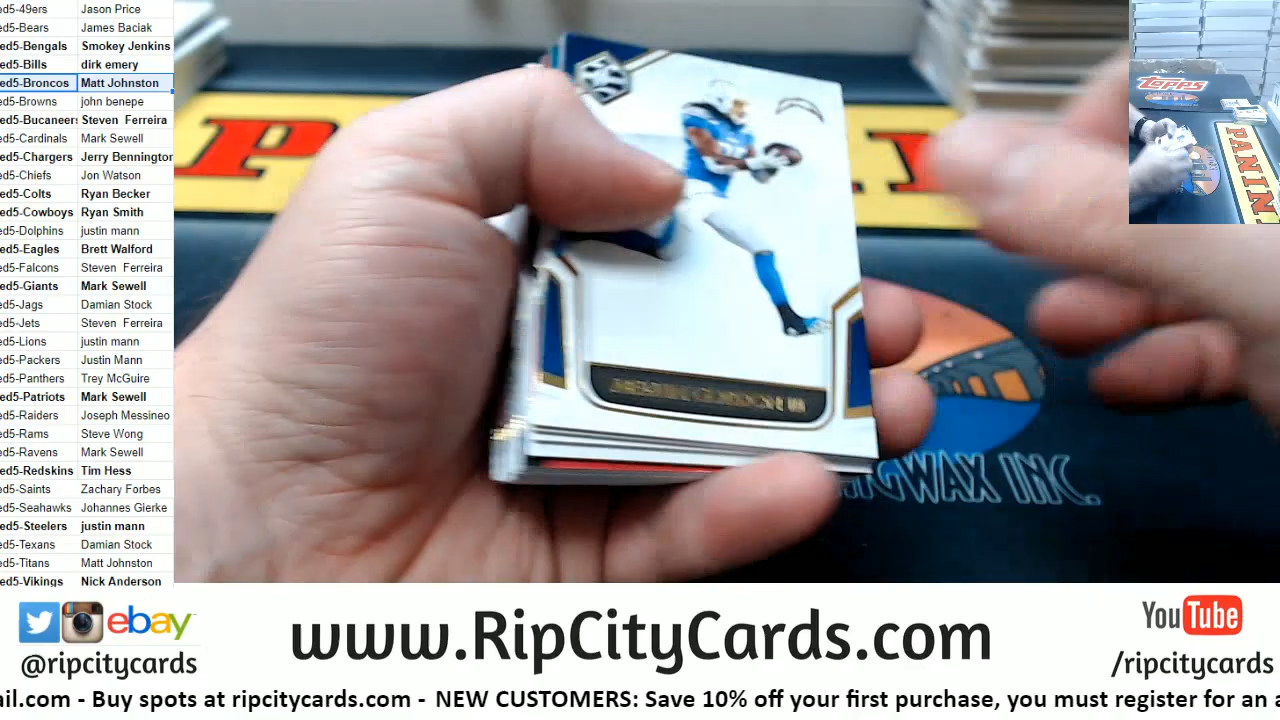 ed5-49ers Jason Price
ed5-Bears James Baciak
ed5-Bengals Smokey Jenkins
ed5-Bills dirk emery
ed5-Broncos Matt Johnston
ed5-Browns john benepe
ed5-Bucaneers Steven Ferreira
ed5-Cardinals Mark Sewell
ed5-Chargers Jerry Bennington
ed5-Chiefs Jon Watson
ed5-Colts Ryan Becker
ed5-Cowboys Ryan Smith
ed5-Dolphins justin mann
ed5-Eagles Brett Walford
ed5-Falcons Steven Ferreira
ed5-Giants Mark Sewell
ed5-Jags Damian Stock
ed5-Jets Steven Ferreira
ed5-Lions justin mann
ed5-Packers Justin Mann
ed5-Panthers Trey McGuire
ed5-Patriots Mark Sewell
ed5-Raiders Joseph Messineo
ed5-Rams Steve Wong
ed5-Ravens Mark Sewell
ed5-Redskins Tim Hess
ed5-Saints Zachary Forbes
ed5-Seahawks Johannes Gierke
ed5-Steelers justin mann
ed5-Texans Damian Stock
ed5-Titans Matt Johnston
ed5-Vikings Nick Anderson
TOPPS
PANIN
P
GWAX INC.
ebay
@ripcitycards
www.RipCityCards.com
YouTube
/ripcitycards
ail.com - Buy spots at ripcitycards.com - NEW CUSTOMERS: Save 10% off your first purchase, you must register for an a